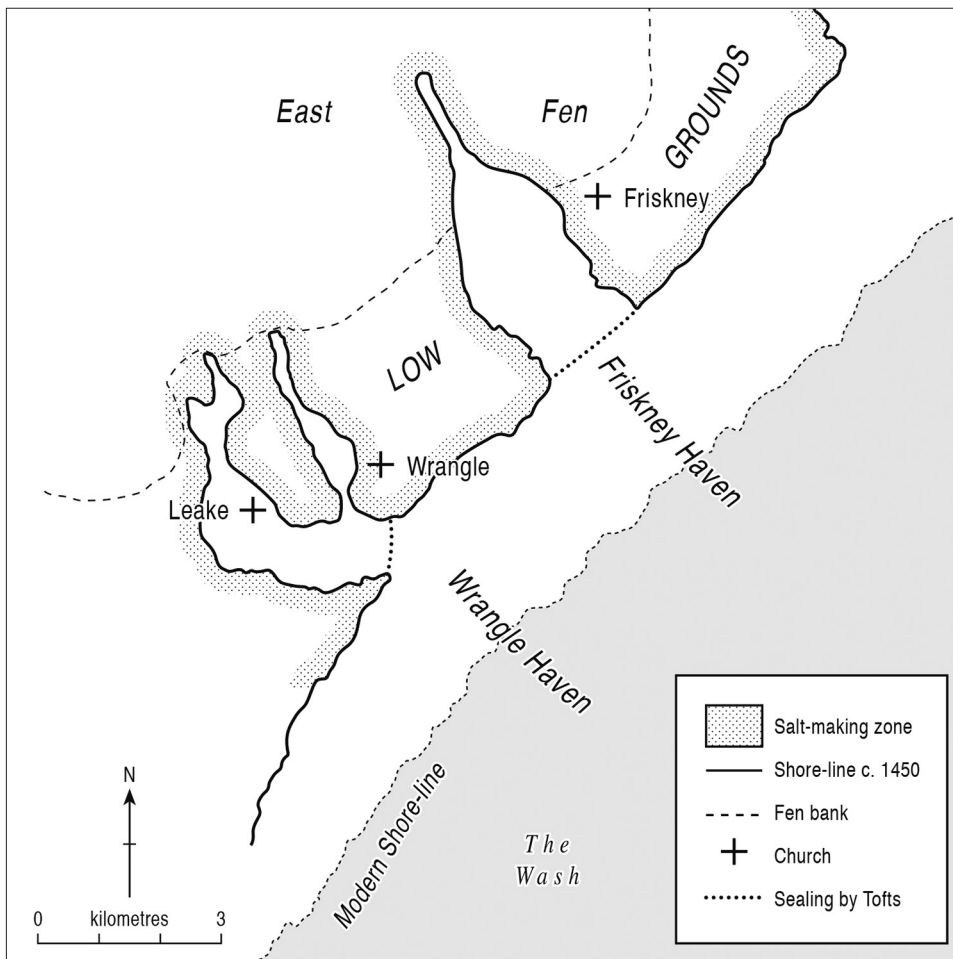 East
Fen
GROUNDS
Friskney
LOW
Wrangle
Leake
Friskney Haven
Wrangle Haven
Modern Shore-line
The
Wash
N
0 kilometres 3
Salt-making zone
Shore-line c. 1450
Fen bank
Church
Sealing by Tofts